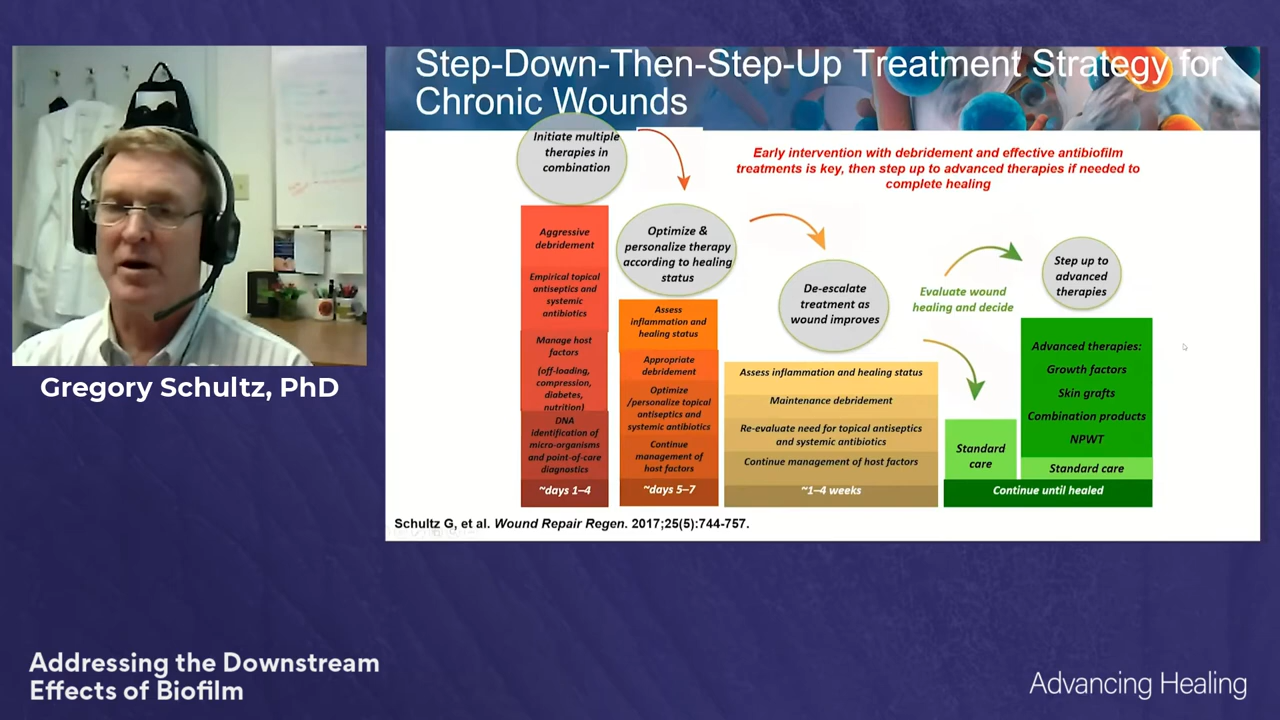 Step-Down-Then-Step-Up Treatment Strategy for
Chronic Wounds
Initiate multiple
therapies in
combination
Early intervention with debridement and effective antibiofilm
treatments is key, then step up to advanced therapies if needed to
complete healing
Aggressive
debridement
Empirical topical
antiseptics and
systemic
antibiotics
Manage host
factors
(off-loading,
compression,
diabetes,
nutrition)
DNA
identification of
micro-organisms
and point-of-care
diagnostics
~days 1–4
Optimize &
personalize therapy
according to healing
status
Assess
inflammation and
healing status
Appropriate
debridement
Optimize
/personalize topical
antiseptics and
systemic antibiotics
Continue
management of
host factors
~days 5–7
De-escalate
treatment as
wound improves
Assess inflammation and healing status
Maintenance debridement
Re-evaluate need for topical antiseptics
and systemic antibiotics
Continue management of host factors
~1–4 weeks
Evaluate wound
healing and decide
Standard
care
Step up to
advanced
therapies
Advanced therapies:
Growth factors
Skin grafts
Combination products
NPWT
Standard care
Continue until healed
Schultz G, et al. Wound Repair Regen. 2017;25(5):744-757.
Gregory Schultz, PhD
Addressing the Downstream
Effects of Biofilm
Advancing Healing